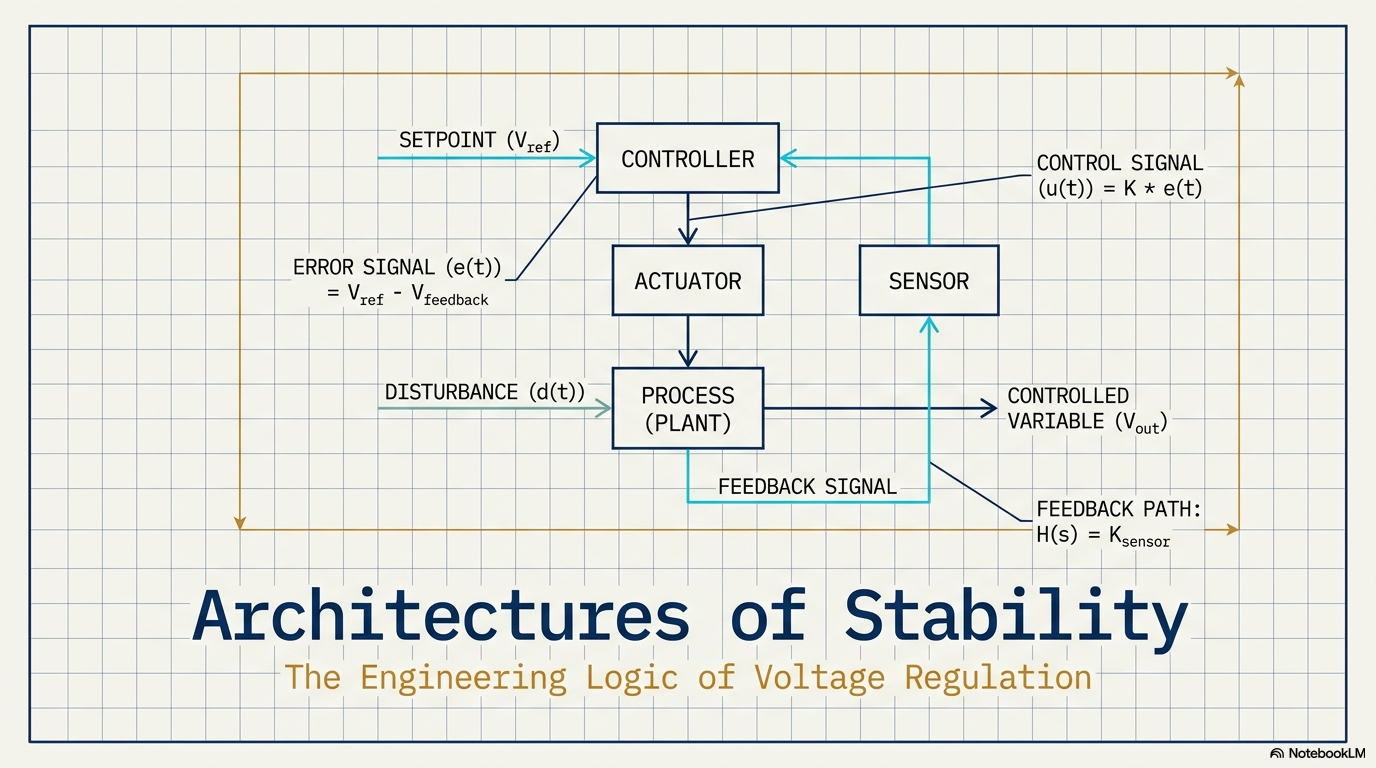 SETPOINT (Vref)
CONTROLLER
CONTROL SIGNAL
(u(t)) = K * e(t)
ERROR SIGNAL (e(t))
= Vref - Vfeedback
ACTUATOR
SENSOR
DISTURBANCE (d(t))
PROCESS
(PLANT)
CONTROLLED
VARIABLE (Vout)
FEEDBACK SIGNAL
FEEDBACK PATH:
H(s) = Ksensor
Architectures of Stability
The Engineering Logic of Voltage Regulation
NotebookLM